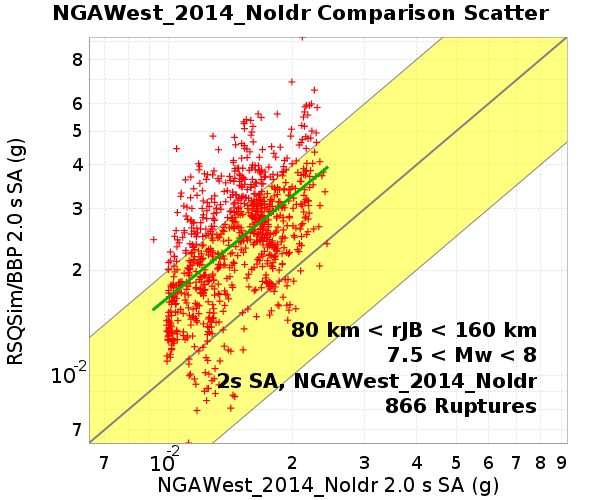 NGAWest_2014_NoIdr Comparison Scatter
RSQSim/BBP 2.0 s SA (g)
8
6
5
4
3
2
10-2
7
80 km < rJB < 160 km
7.5 < Mw < 8
2s SA, NGAWest_2014_NoIdr
866 Ruptures
7 10-2 2 3 4 5 6 7 8 9
NGAWest_2014_NoIdr 2.0 s SA (g)